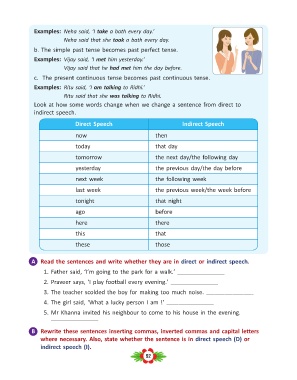 Examples: Neha said, 'I take a bath every day.'
Neha said that she took a bath every day.
b. The simple past tense becomes past perfect tense.
Examples: Vijay said, 'I met him yesterday.'
Vijay said that he had met him the day before.
c. The present continuous tense becomes past continuous tense.
Examples: Ritu said, 'I am talking to Ridhi.'
Ritu said that she was talking to Ridhi.
Look at how some words change when we change a sentence from direct to
indirect speech.
Direct Speech Indirect Speech
now then
today that day
tomorrow the next day/the following day
yesterday the previous day/the day before
next week the following week
last week the previous week/the week before
tonight that night
ago before
here there
this that
these those
A Read the sentences and write whether they are in direct or indirect speech.
1. Father said, 'I'm going to the park for a walk.'
2. Praveer says, 'I play football every evening.'
3. The teacher scolded the boy for making too much noise.
4. The girl said, 'What a lucky person I am !'
5. Mr Khanna invited his neighbour to come to his house in the evening.
B Rewrite these sentences inserting commas, inverted commas and capital letters
where necessary. Also, state whether the sentence is in direct speech (D) or
indirect speech (I).
92